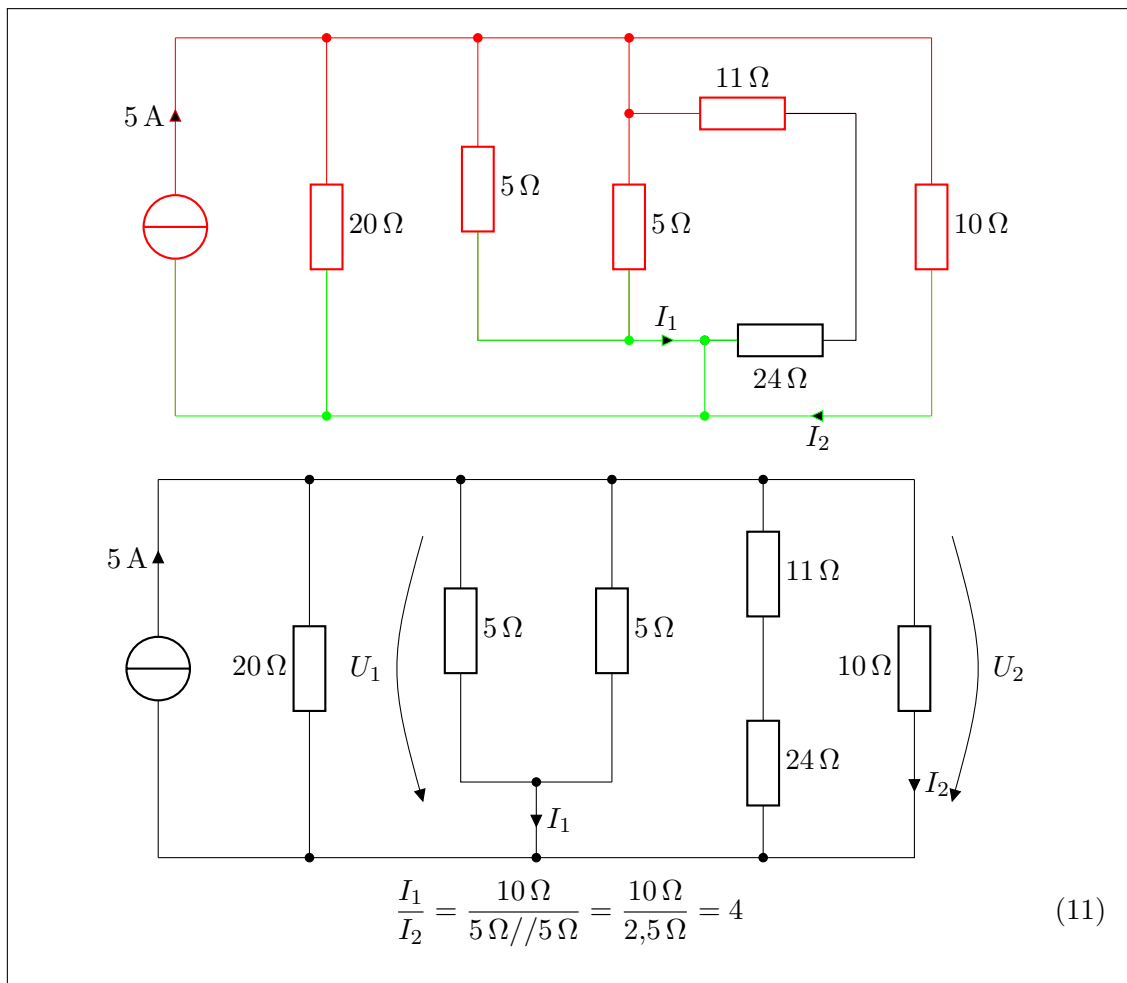 11 Ω
5 A
5 Ω
20 Ω
5 Ω
10 Ω
I₁
24 Ω
I₂
5 A
11 Ω
5 Ω
5 Ω
20 Ω
U₁
10 Ω
U₂
24 Ω
I₂
I₁
I₁/I₂ = 10 Ω/(5 Ω//5 Ω) = 10 Ω/2,5 Ω = 4 (11)